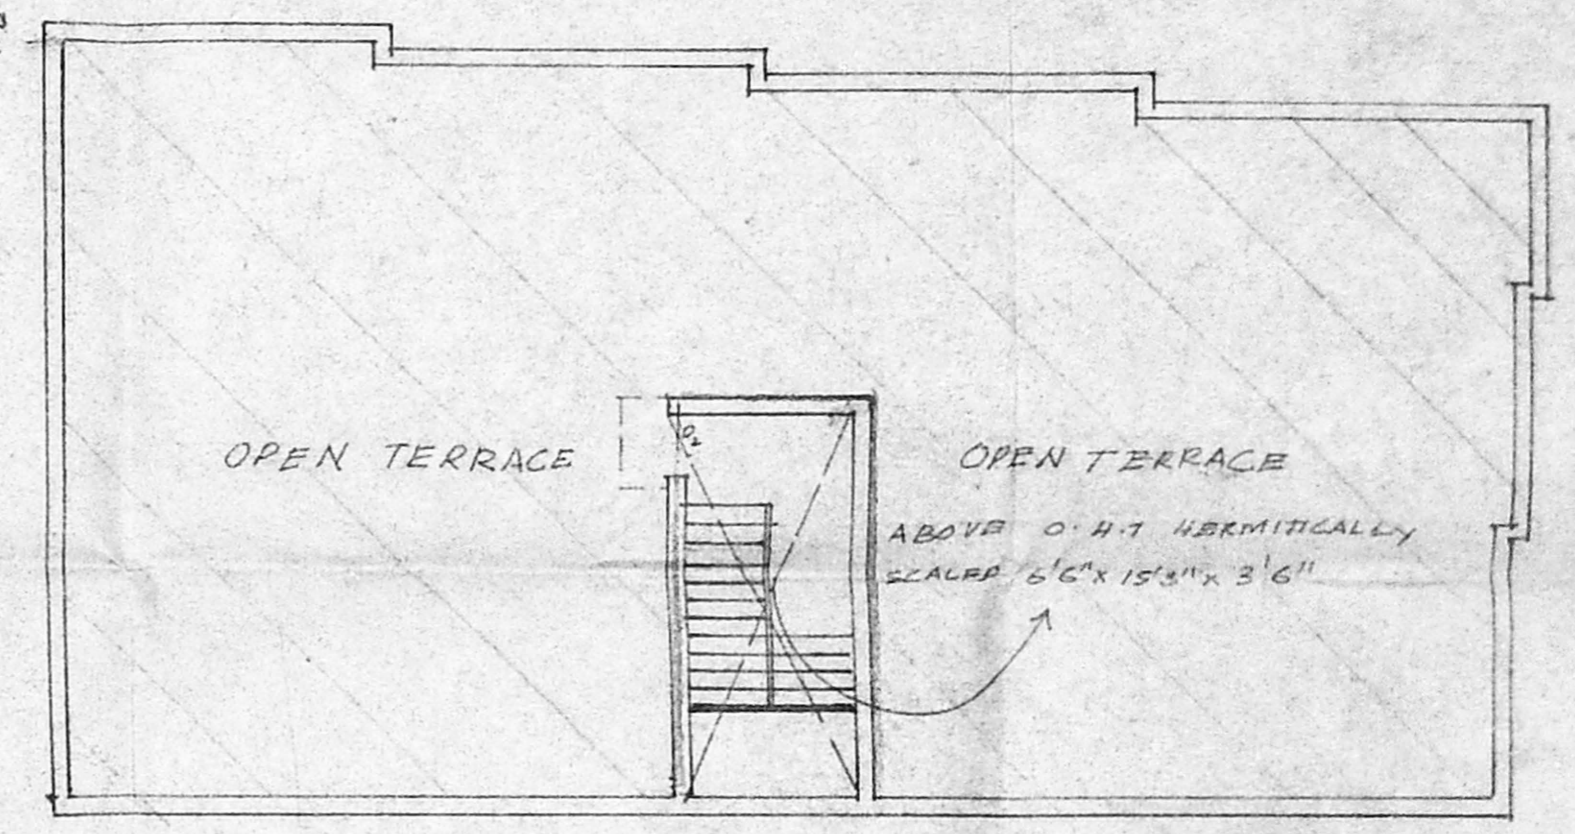 OPEN TERRACE
D2
OPEN TERRACE
ABOVE O.H.T HERMITICALLY
SEALED 6'6" x 15'3" x 3'6"